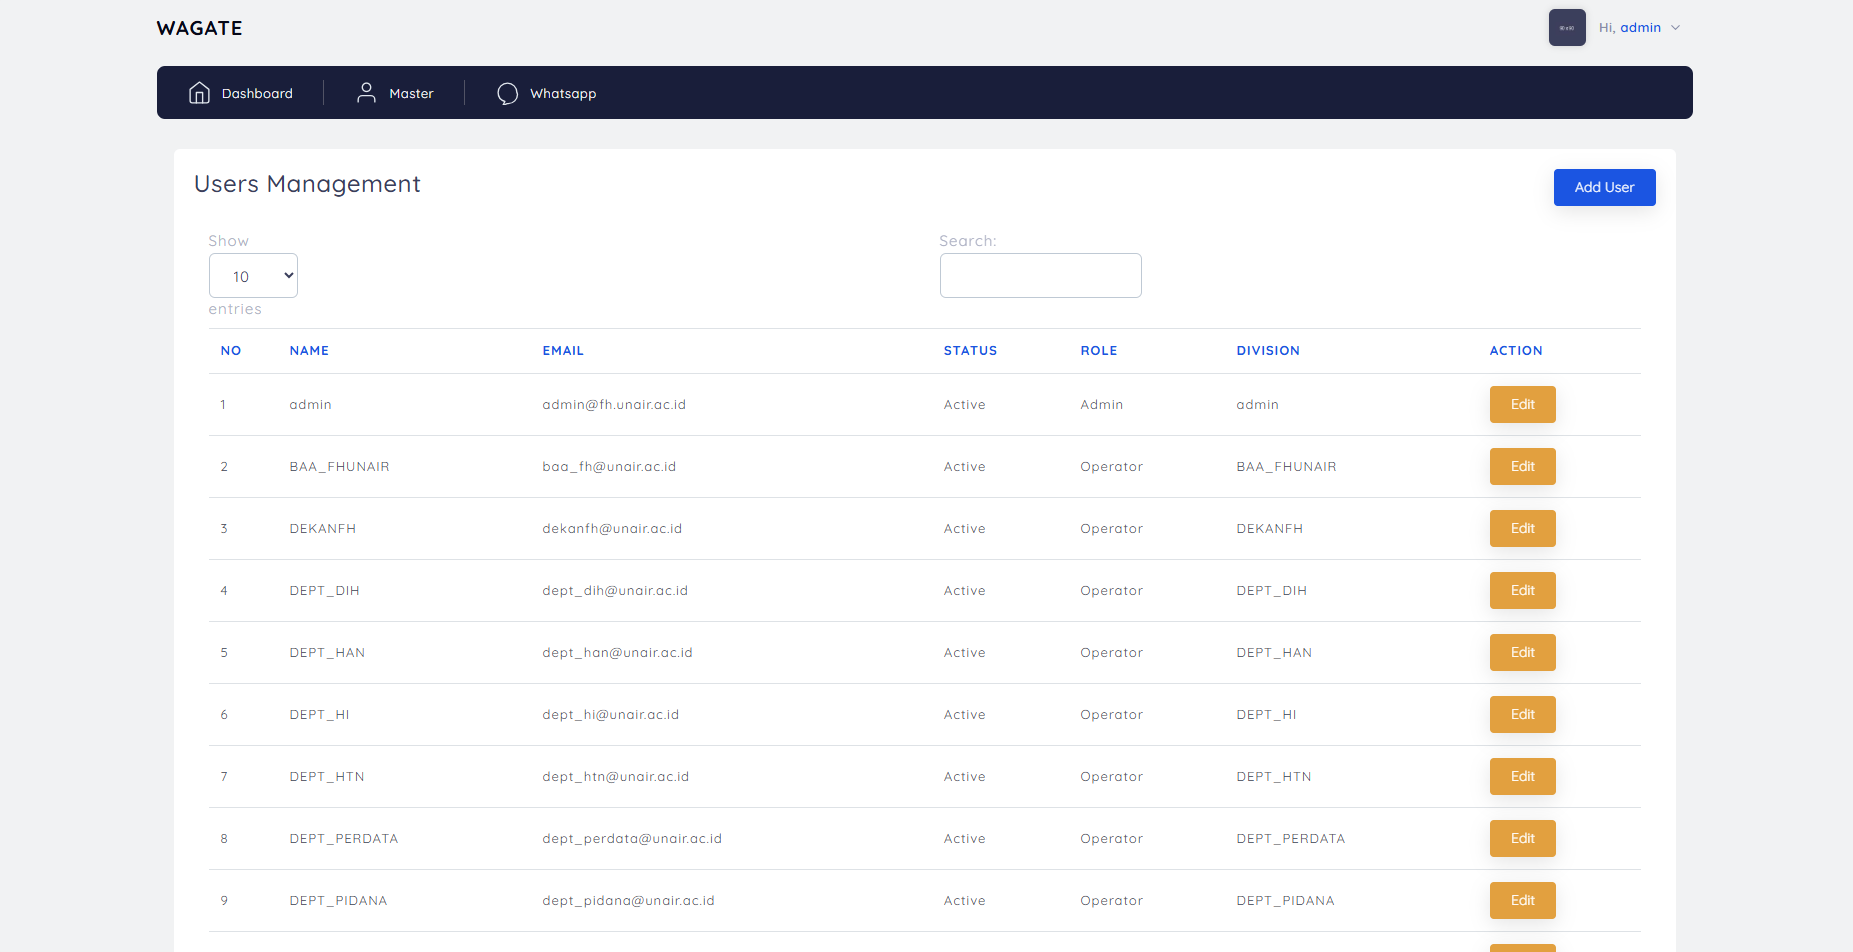 WAGATE
Hi, admin
Dashboard Master Whatsapp
Users Management
Add User
Show
Search:
10
entries
NO NAME EMAIL STATUS ROLE DIVISION ACTION
1 admin admin@fh.unair.ac.id Active Admin admin Edit
2 BAA_FHUNAIR baa_fh@unair.ac.id Active Operator BAA_FHUNAIR Edit
3 DEKANFH dekanfh@unair.ac.id Active Operator DEKANFH Edit
4 DEPT_DIH dept_dih@unair.ac.id Active Operator DEPT_DIH Edit
5 DEPT_HAN dept_han@unair.ac.id Active Operator DEPT_HAN Edit
6 DEPT_HI dept_hi@unair.ac.id Active Operator DEPT_HI Edit
7 DEPT_HTN dept_htn@unair.ac.id Active Operator DEPT_HTN Edit
8 DEPT_PERDATA dept_perdata@unair.ac.id Active Operator DEPT_PERDATA Edit
9 DEPT_PIDANA dept_pidana@unair.ac.id Active Operator DEPT_PIDANA Edit